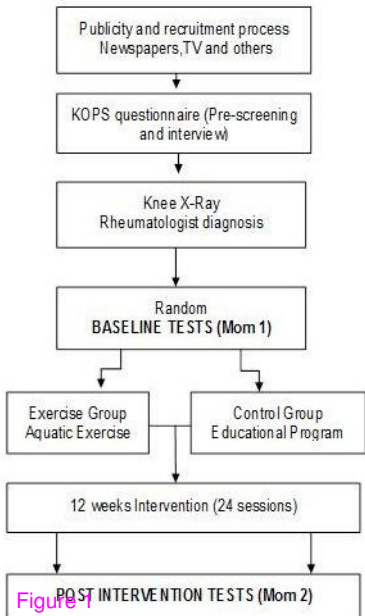 Publicity and recruitment process
Newspapers,TV and others
KOPS questionnaire (Pre-screening
and interview)
Knee X-Ray
Rheumatologist diagnosis
Random
BASELINE TESTS (Mom 1)
Exercise Group
Aquatic Exercise
Control Group
Educational Program
12 weeks Intervention (24 sessions)
POST INTERVENTION TESTS (Mom 2)
Figure 1